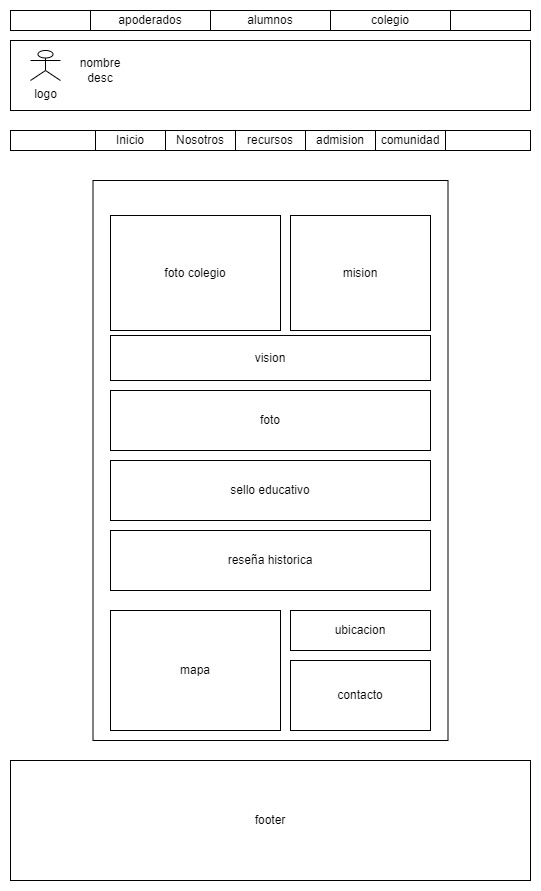 apoderados
alumnos
colegio
nombre
desc
logo
Inicio
Nosotros
recursos
admision
comunidad
foto colegio
mision
vision
foto
sello educativo
reseña historica
mapa
ubicacion
contacto
footer